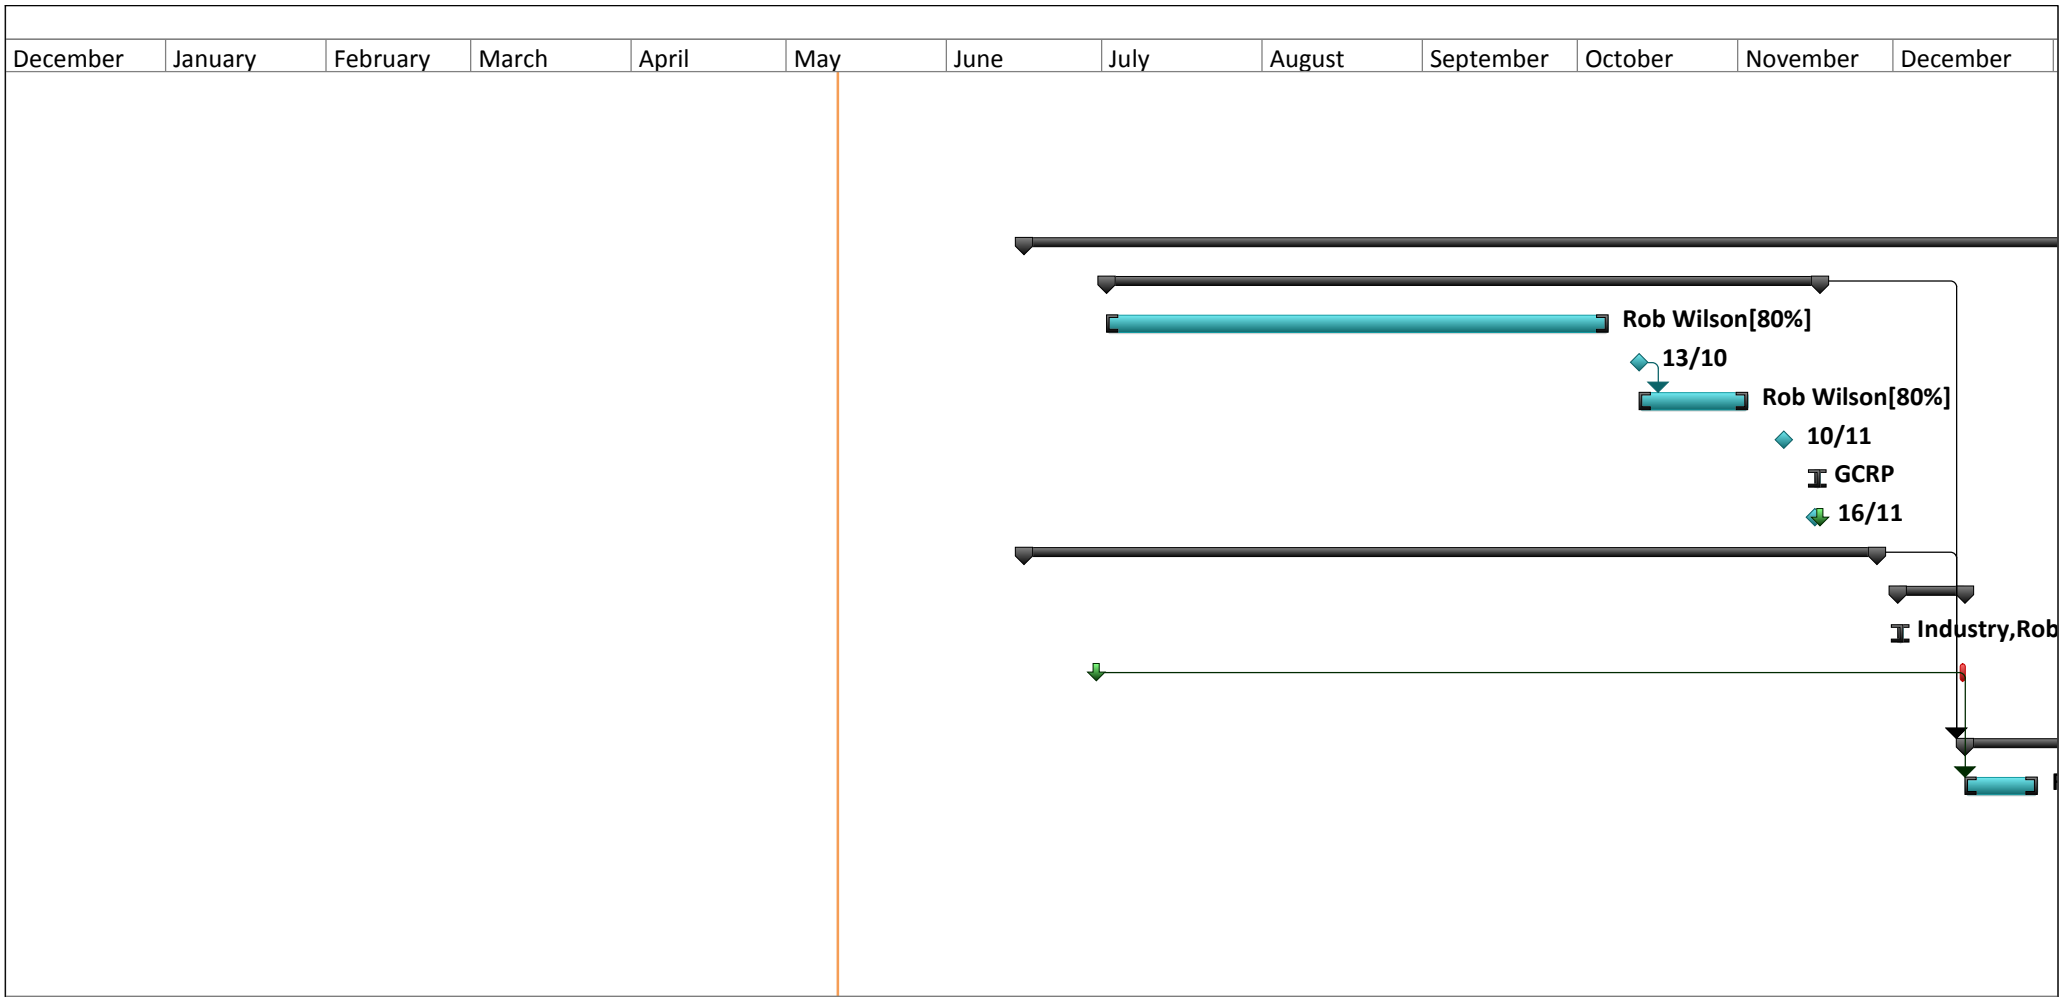 December January February March April May June July August September October November December
Rob Wilson[80%]
13/10
Rob Wilson[80%]
10/11
GCRP
16/11
Industry,Rob